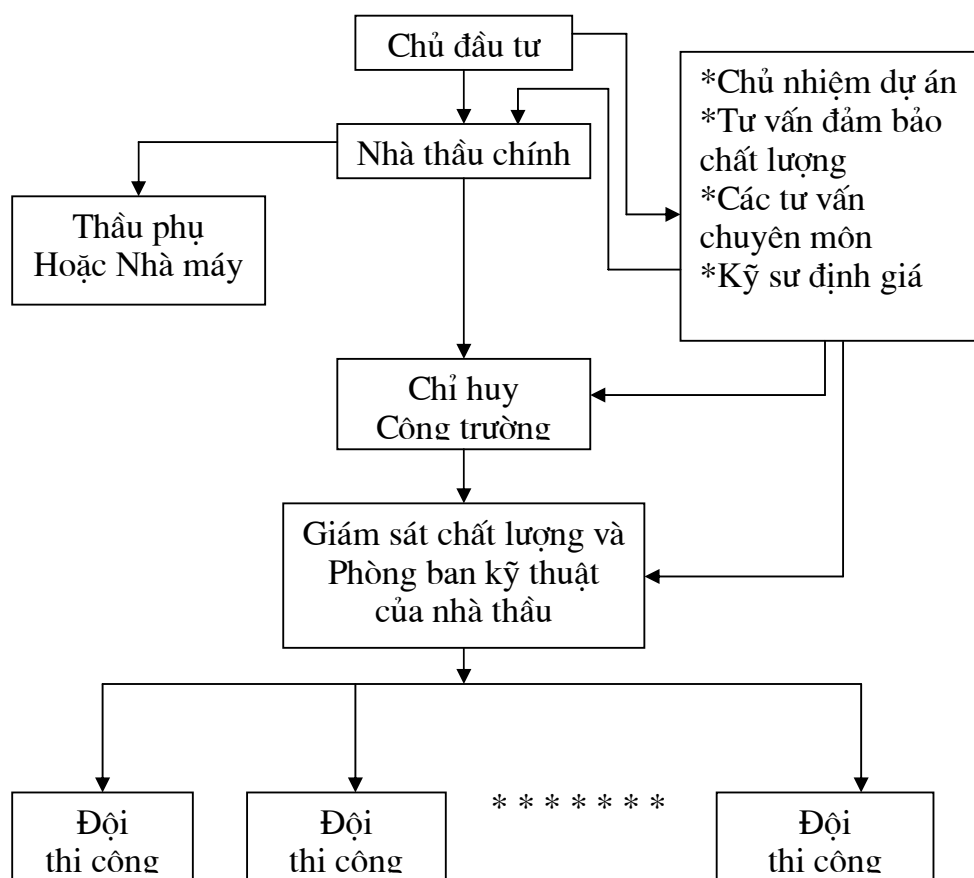 Chủ đầu tư
*Chủ nhiệm dự án
*Tư vấn đảm bảo
chất lượng
*Các tư vấn
chuyên môn
*Kỹ sư định giá
Nhà thầu chính
Thầu phụ
Hoặc Nhà máy
Chỉ huy
Công trường
Giám sát chất lượng và
Phòng ban kỹ thuật
của nhà thầu
Đội
thi công
Đội
thi công
* * * * * * *
Đội
thi công